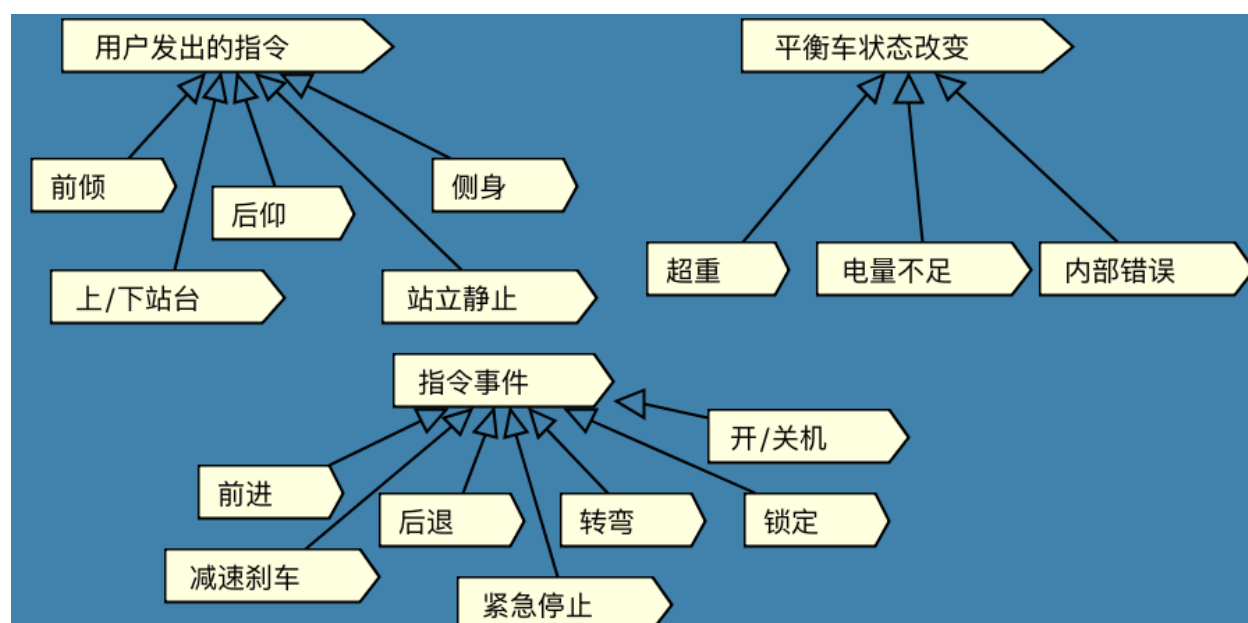 用户发出的指令
平衡车状态改变
前倾
后仰
侧身
上/下站台
站立静止
超重
电量不足
内部错误
指令事件
开/关机
前进
后退
转弯
锁定
减速刹车
紧急停止